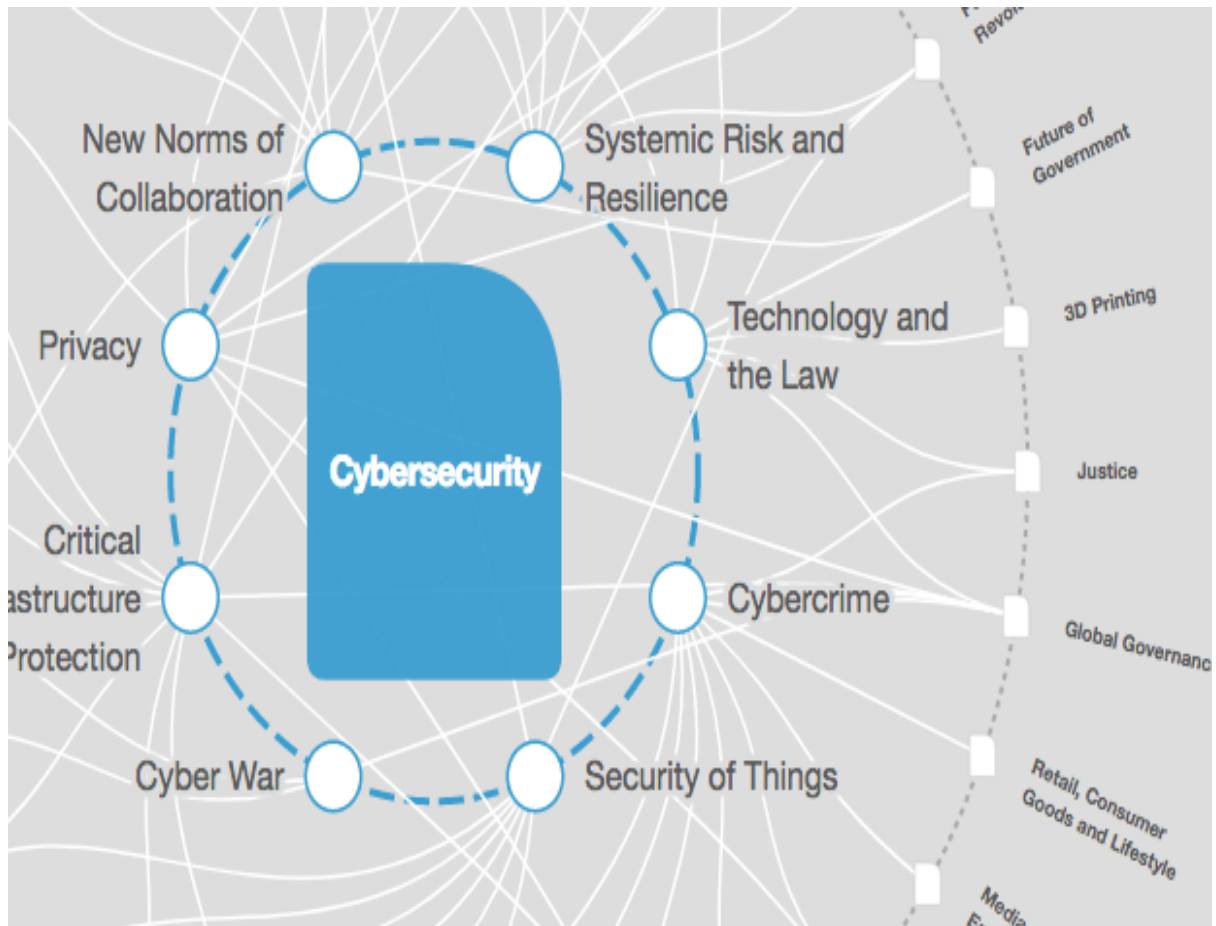 New Norms of
Collaboration
Systemic Risk and
Resilience
Privacy
Technology and
the Law
Cybersecurity
Critical
astructure
Protection
Cybercrime
Cyber War
Security of Things
Future of
Government
3D Printing
Justice
Global Governanc
Retail, Consumer
Goods and Lifestyle
Media